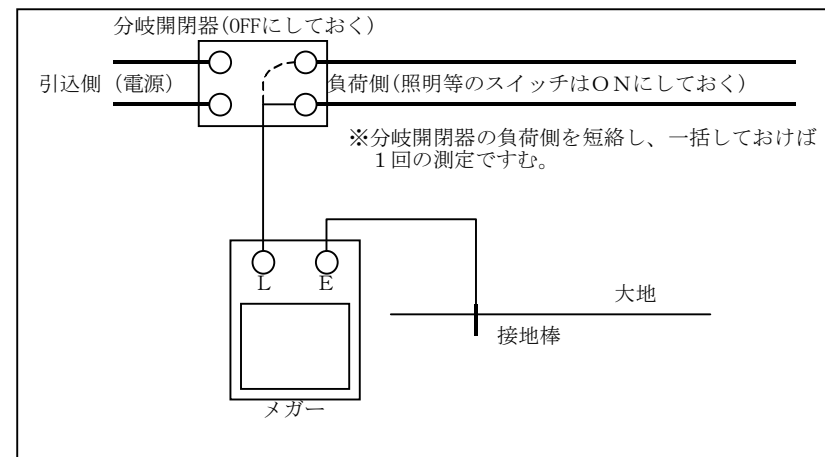 分岐開閉器(OFFにしておく)
引込側（電源）
負荷側(照明等のスイッチはＯＮにしておく)
※分岐開閉器の負荷側を短絡し、一括しておけば
１回の測定ですむ。
L
E
大地
接地棒
メガー